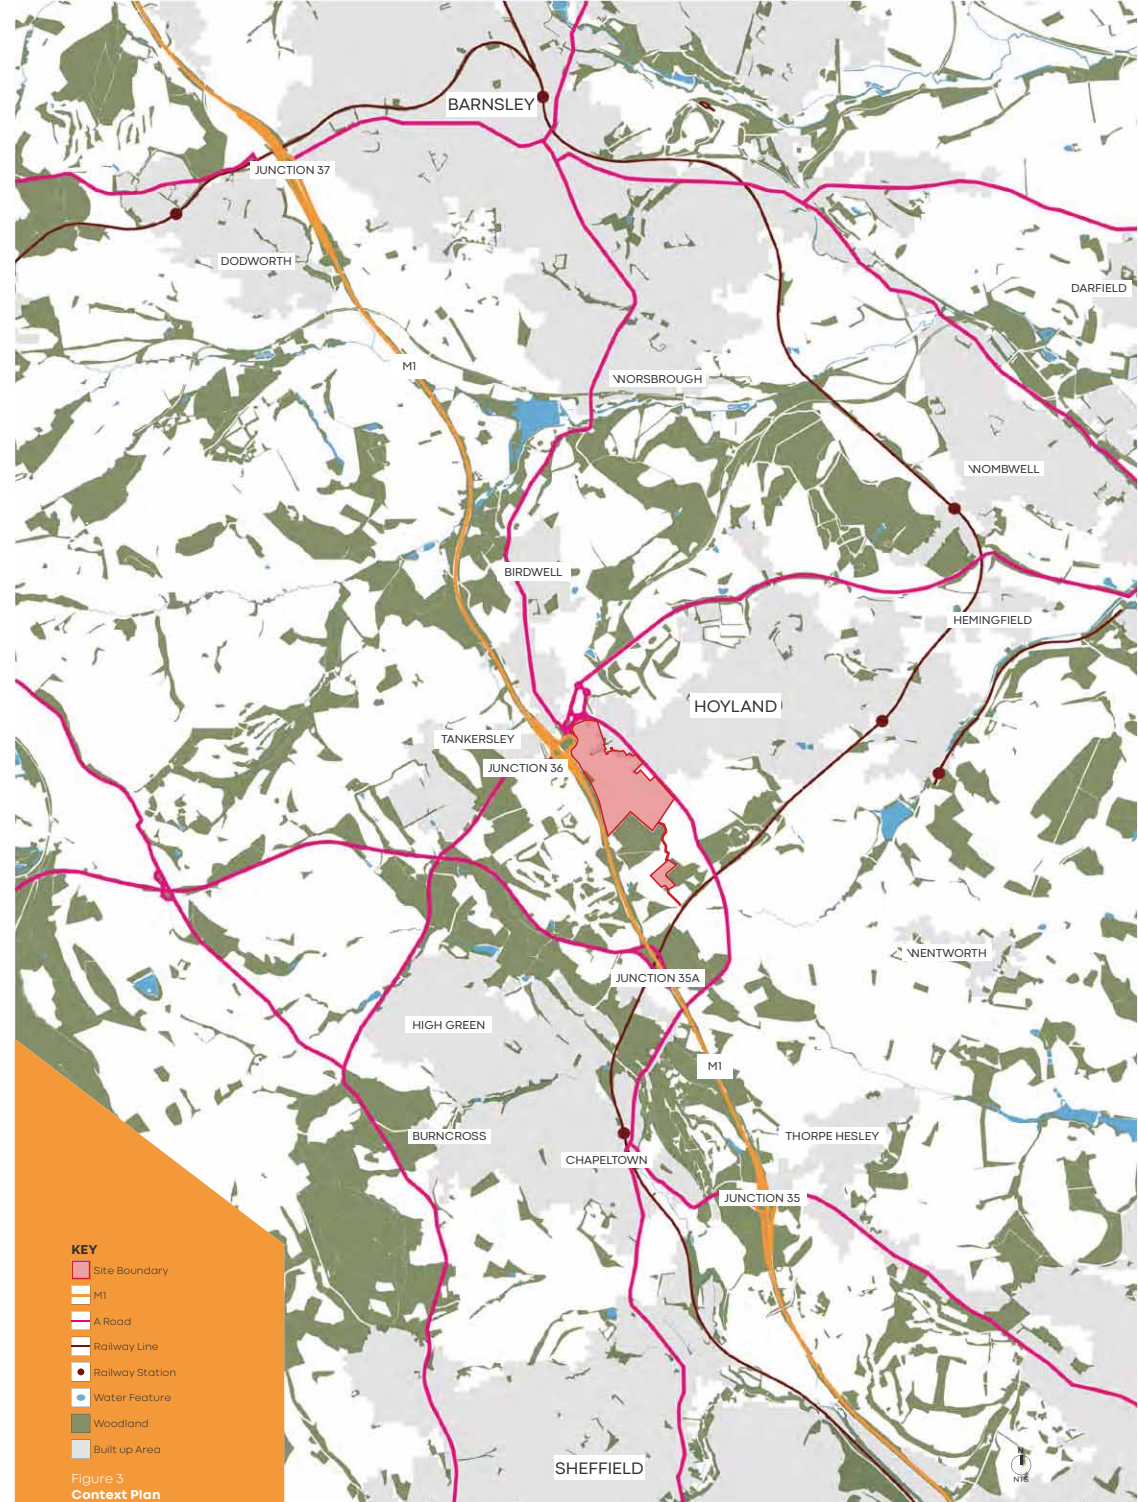 BARNSLEY
JUNCTION 37
DODWORTH
DARFIELD
M1
WORSBROUGH
WOMBWELL
BIRDWELL
HEMINGFIELD
HOYLAND
TANKERSLEY
JUNCTION 36
WENTWORTH
JUNCTION 35A
HIGH GREEN
M1
BURNCROSS
THORPE HESLEY
CHAPELTOWN
JUNCTION 35
KEY
Site Boundary
M1
A Road
Railway Line
Railway Station
Water Feature
Woodland
Built up Area
Figure 3
Context Plan
SHEFFIELD
N
NTS